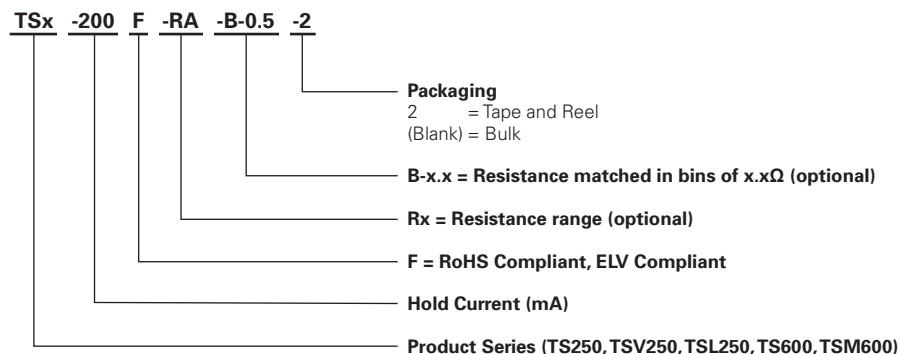 TSx -200 F -RA -B-0.5 -2
Packaging
2 = Tape and Reel
(Blank) = Bulk
B-x.x = Resistance matched in bins of x.xΩ (optional)
Rx = Resistance range (optional)
F = RoHS Compliant, ELV Compliant
Hold Current (mA)
Product Series (TS250, TSV250, TSL250, TS600, TSM600)